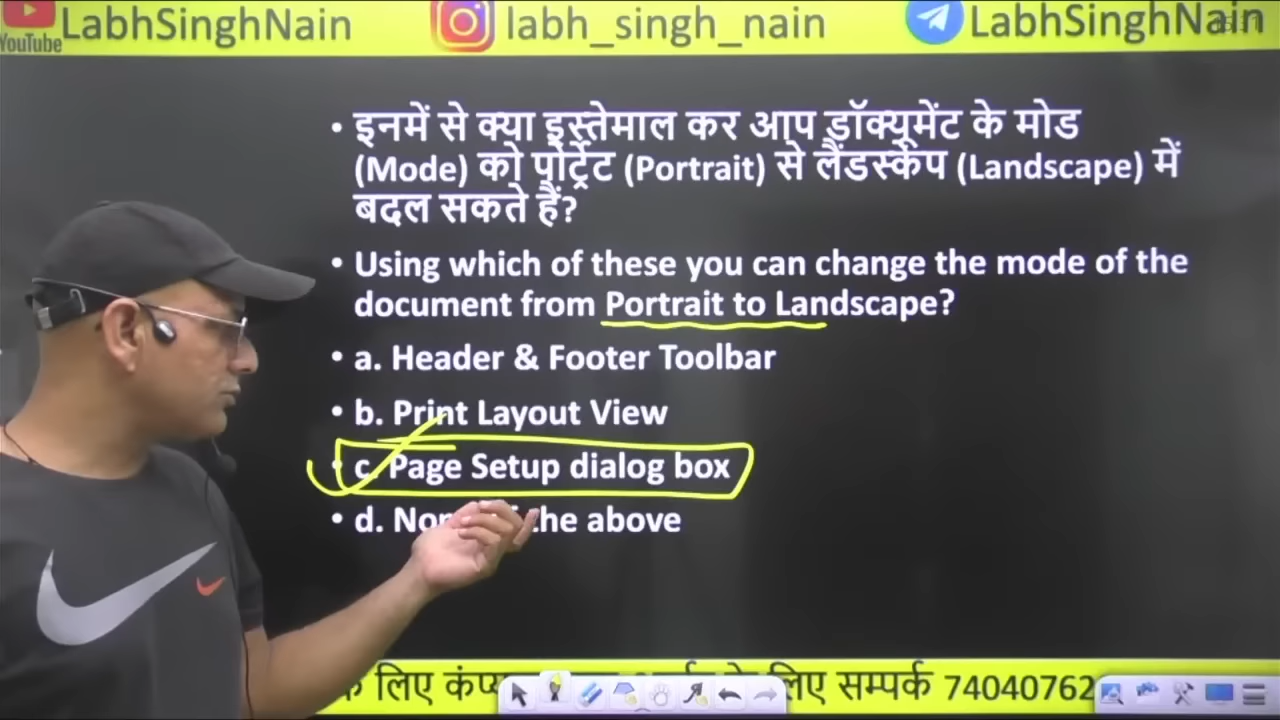 YouTube LabhSinghNain labh_singh_nain LabhSinghNain
• इनमें से क्या इस्तेमाल कर आप डॉक्यूमेंट के मोड
(Mode) को पोर्ट्रेट (Portrait) से लैंडस्केप (Landscape) में
बदल सकते हैं?
• Using which of these you can change the mode of the
document from Portrait to Landscape?
• a. Header & Footer Toolbar
• b. Print Layout View
• c. Page Setup dialog box
• d. the above
लिए सम्पर्क 74040762